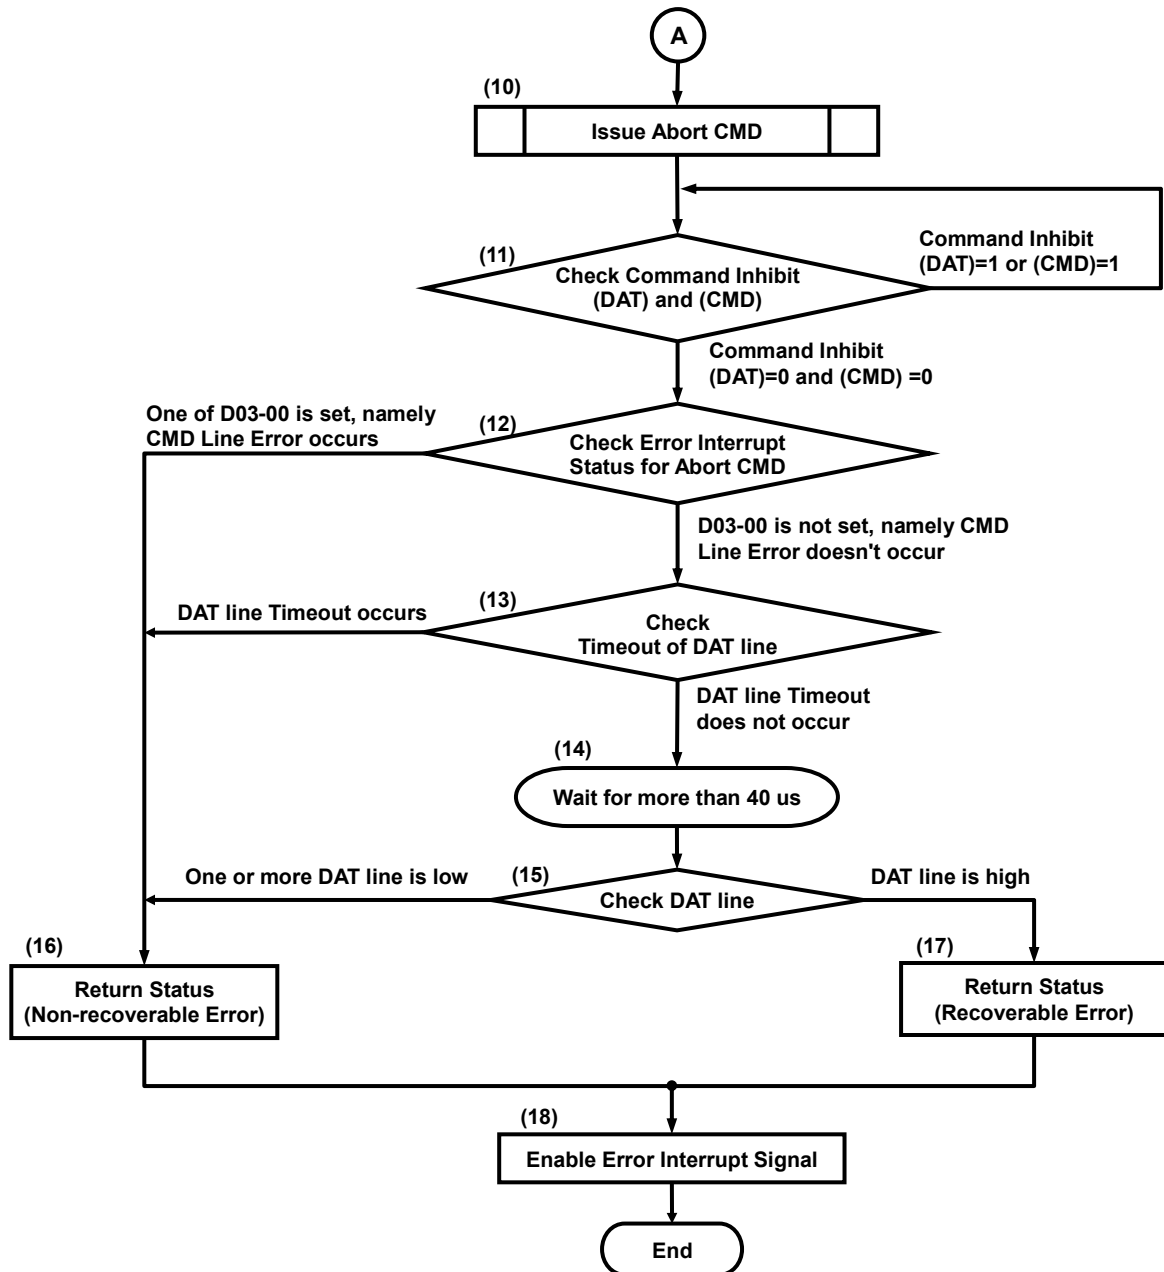 A
(10)
Issue Abort CMD
(11)
Check Command Inhibit
(DAT) and (CMD)
Command Inhibit
(DAT)=1 or (CMD)=1
Command Inhibit
(DAT)=0 and (CMD) =0
One of D03-00 is set, namely
CMD Line Error occurs
(12)
Check Error Interrupt
Status for Abort CMD
D03-00 is not set, namely CMD
Line Error doesn't occur
DAT line Timeout occurs
(13)
Check
Timeout of DAT line
DAT line Timeout
does not occur
(14)
Wait for more than 40 us
One or more DAT line is low
(15)
Check DAT line
DAT line is high
(16)
Return Status
(Non-recoverable Error)
(17)
Return Status
(Recoverable Error)
(18)
Enable Error Interrupt Signal
End